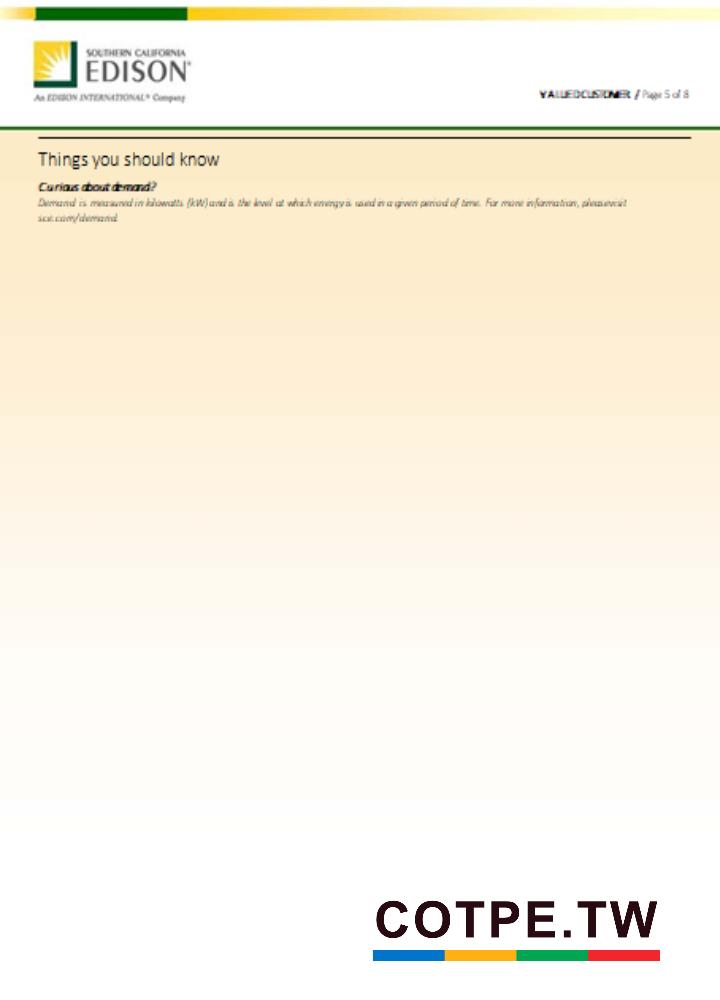 SOUTHERN CALIFORNIA
EDISON®
An EDISON INTERNATIONAL® Company
VALUED CUSTOMER / Page 5 of 8
Things you should know
Curious about demand?
Demand is measured in kilowatts (kW) and is the level at which energy is used in a given period of time. For more information, please visit
sce.com/demand.
COTPE.TW